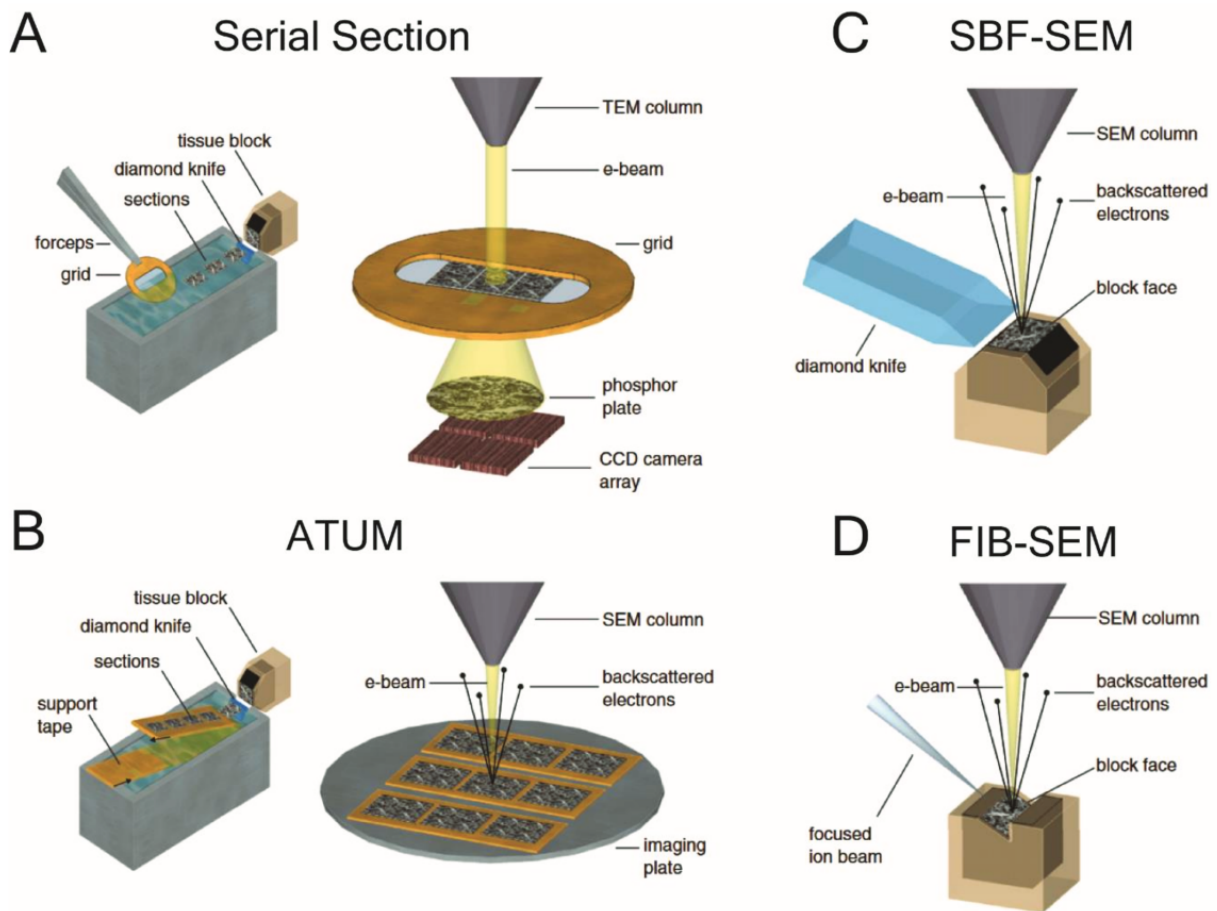 A
Serial Section
TEM column
tissue block
diamond knife
sections
e-beam
forceps
grid
grid
phosphor
plate
CCD camera
array
B
ATUM
tissue block
diamond knife
sections
support
tape
SEM column
e-beam
backscattered
electrons
imaging
plate
C
SBF-SEM
SEM column
e-beam
backscattered
electrons
block face
diamond knife
D
FIB-SEM
SEM column
e-beam
backscattered
electrons
block face
focused
ion beam